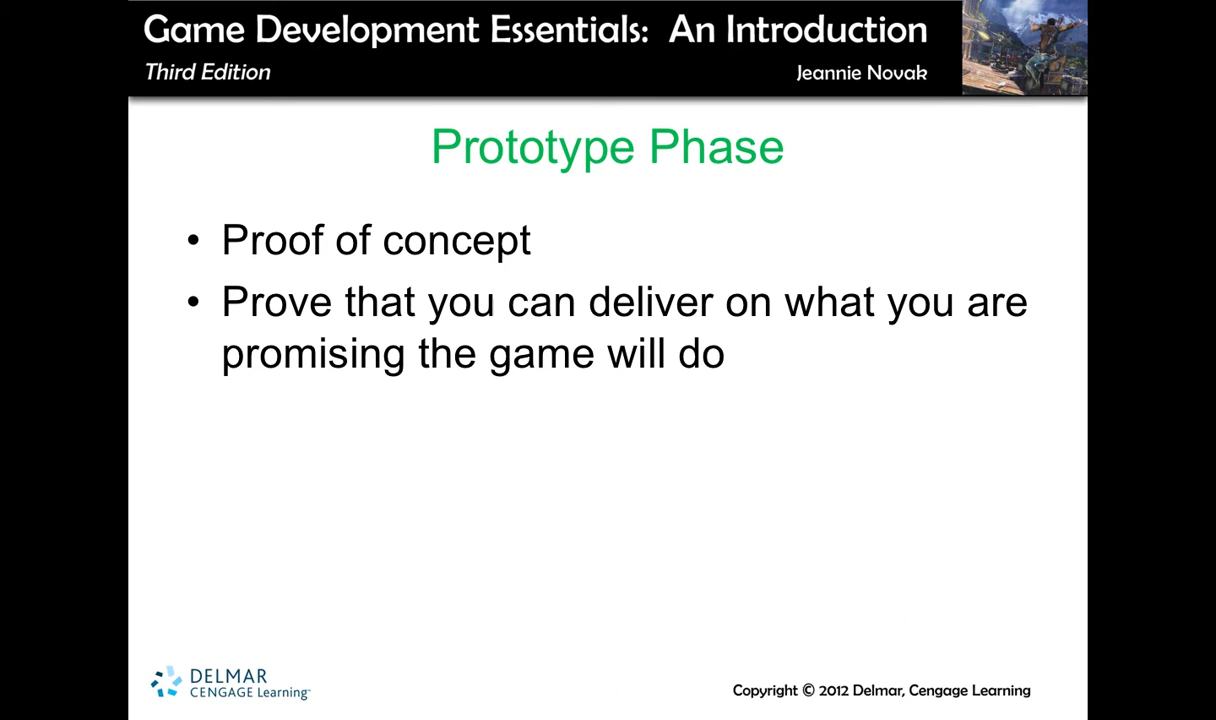 Game Development Essentials: An Introduction
Third Edition
Jeannie Novak
Prototype Phase
• Proof of concept
• Prove that you can deliver on what you are
promising the game will do
DELMAR
CENGAGE Learning™
Copyright © 2012 Delmar, Cengage Learning